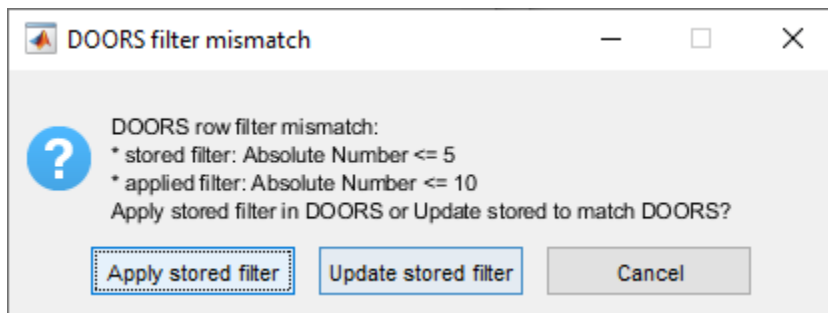 DOORS filter mismatch
DOORS row filter mismatch:
* stored filter: Absolute Number <= 5
* applied filter: Absolute Number <= 10
Apply stored filter in DOORS or Update stored to match DOORS?
Apply stored filter
Update stored filter
Cancel